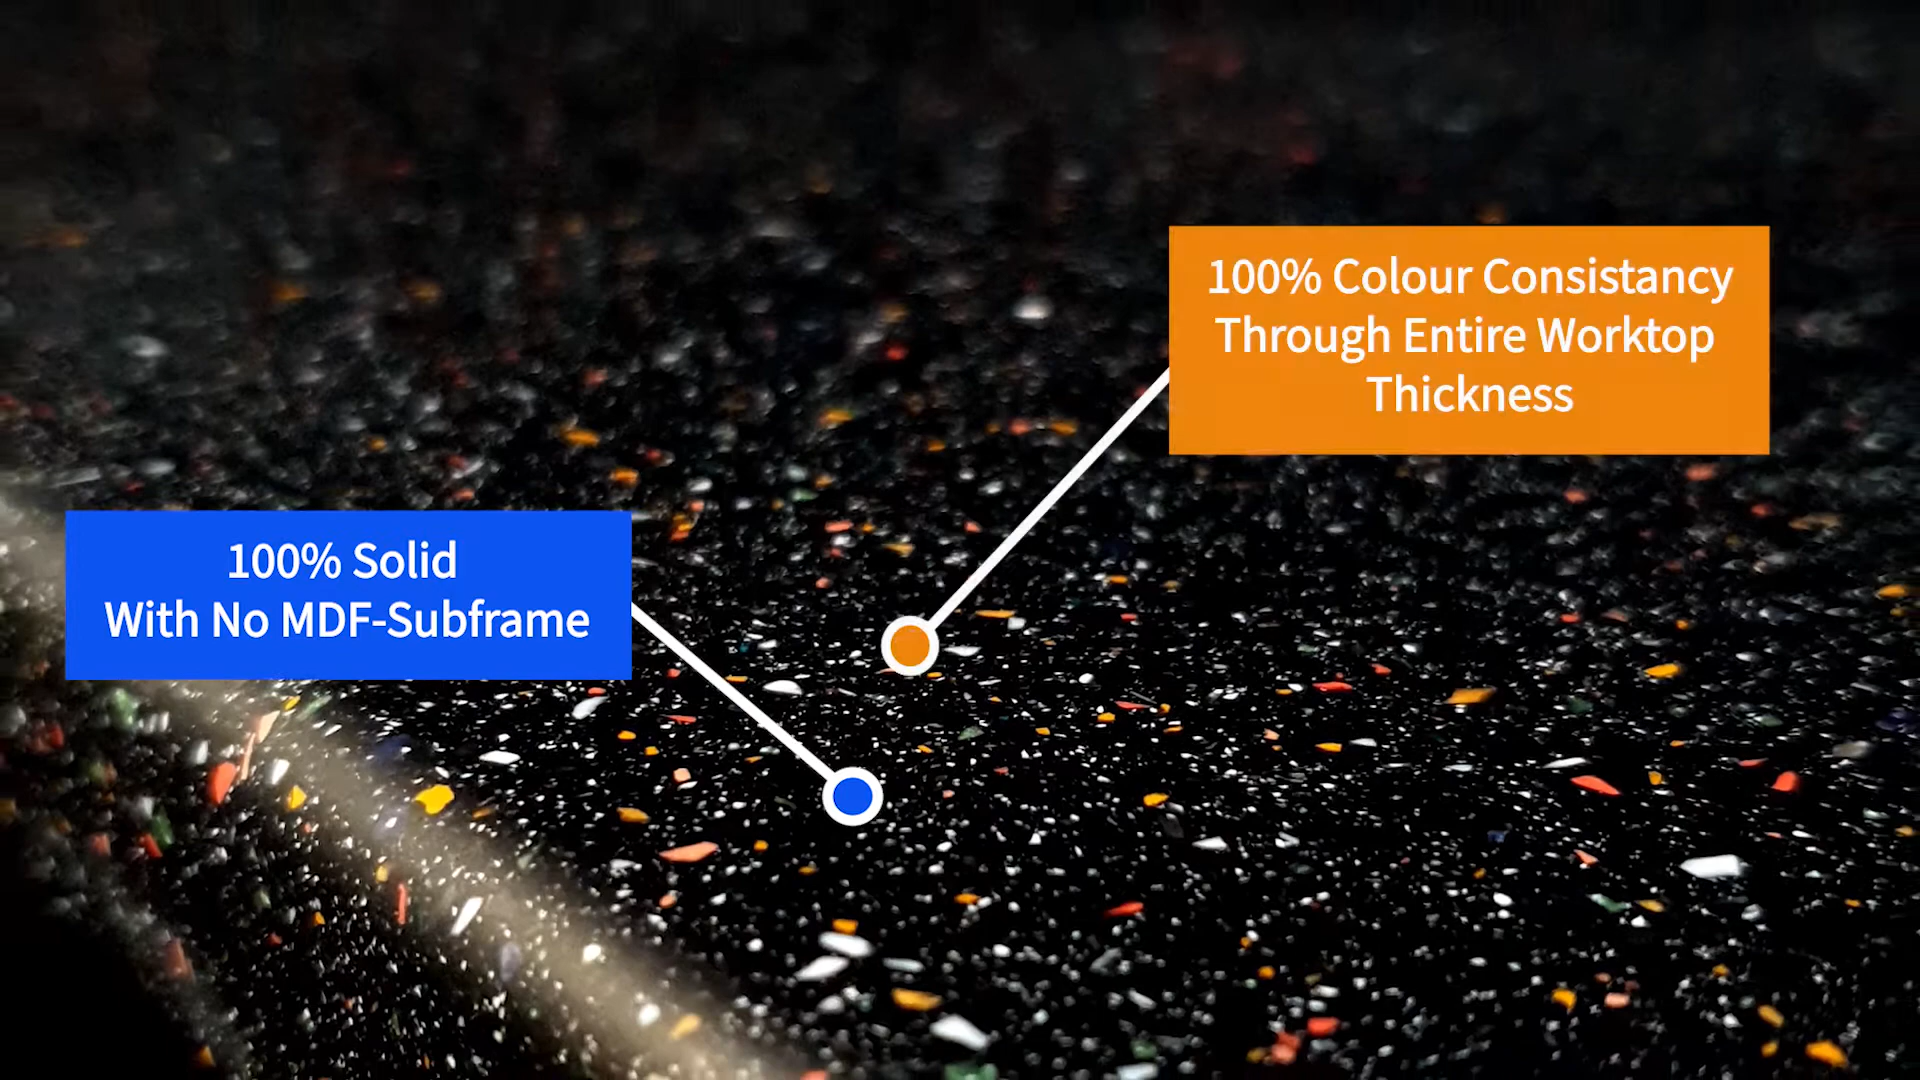 100% Colour Consistancy
Through Entire Worktop
Thickness
100% Solid
With No MDF-Subframe